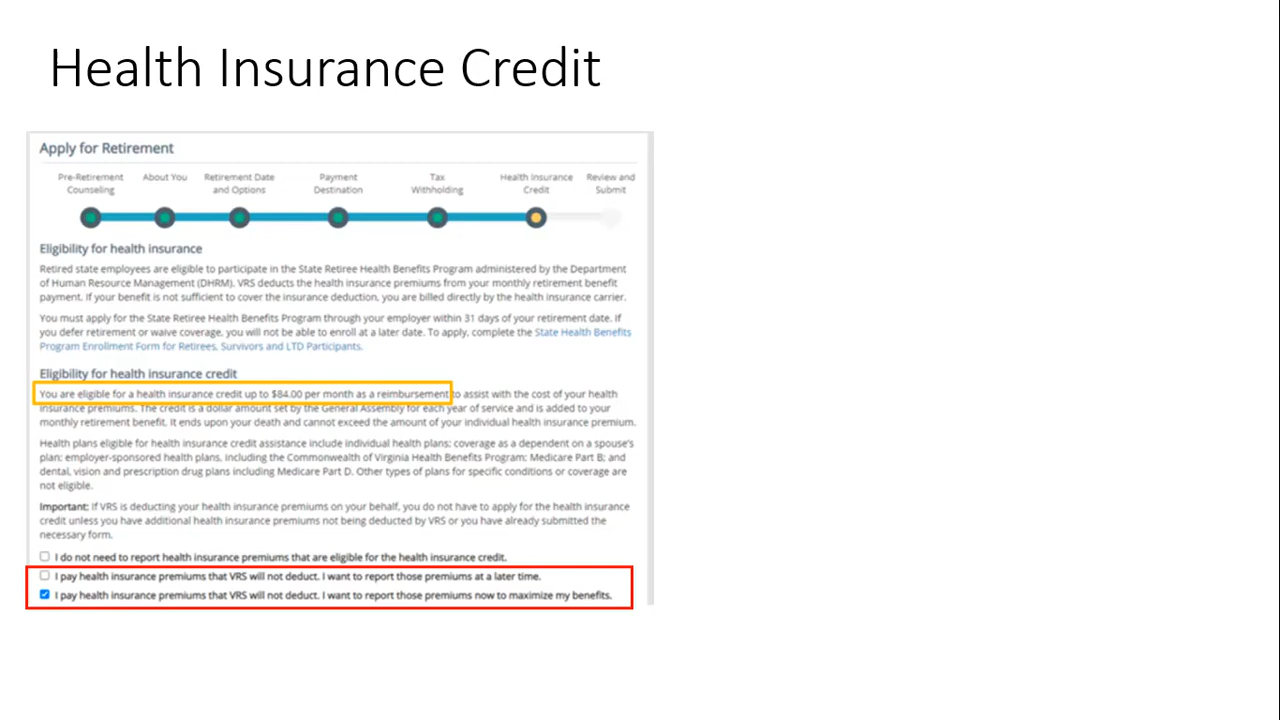 Health Insurance Credit
Apply for Retirement
Pre-Retirement Counseling
About You
Retirement Date and Options
Payment Destination
Tax Withholding
Health Insurance Credit
Review and Submit
Eligibility for health insurance
Retired state employees are eligible to participate in the State Retiree Health Benefits Program administered by the Department
of Human Resource Management (DHRM). VRS deducts the health insurance premiums from your monthly retirement benefit
payment. If your benefit is not sufficient to cover the insurance deduction, you are billed directly by the health insurance carrier.
You must apply for the State Retiree Health Benefits Program through your employer within 31 days of your retirement date. If
you defer retirement or waive coverage, you will not be able to enroll at a later date. To apply, complete the State Health Benefits
Program Enrollment Form for Retirees, Survivors and LTD Participants.
Eligibility for health insurance credit
You are eligible for a health insurance credit up to $84.00 per month as a reimbursement to assist with the cost of your health
insurance premiums. The credit is a dollar amount set by the General Assembly for each year of service and is added to your
monthly retirement benefit. It ends upon your death and cannot exceed the amount of your individual health insurance premium.
Health plans eligible for health insurance credit assistance include individual health plans; coverage as a dependent on a spouse's
plan; employer-sponsored health plans, including the Commonwealth of Virginia Health Benefits Program; Medicare Part B; and
dental, vision and prescription drug plans including Medicare Part D. Other types of plans for specific conditions or coverage are
not eligible.
Important: If VRS is deducting your health insurance premiums on your behalf, you do not have to apply for the health insurance
credit unless you have additional health insurance premiums not being deducted by VRS or you have already submitted the
necessary form.
I do not need to report health insurance premiums that are eligible for the health insurance credit.
I pay health insurance premiums that VRS will not deduct. I want to report those premiums at a later time.
I pay health insurance premiums that VRS will not deduct. I want to report those premiums now to maximize my benefits.